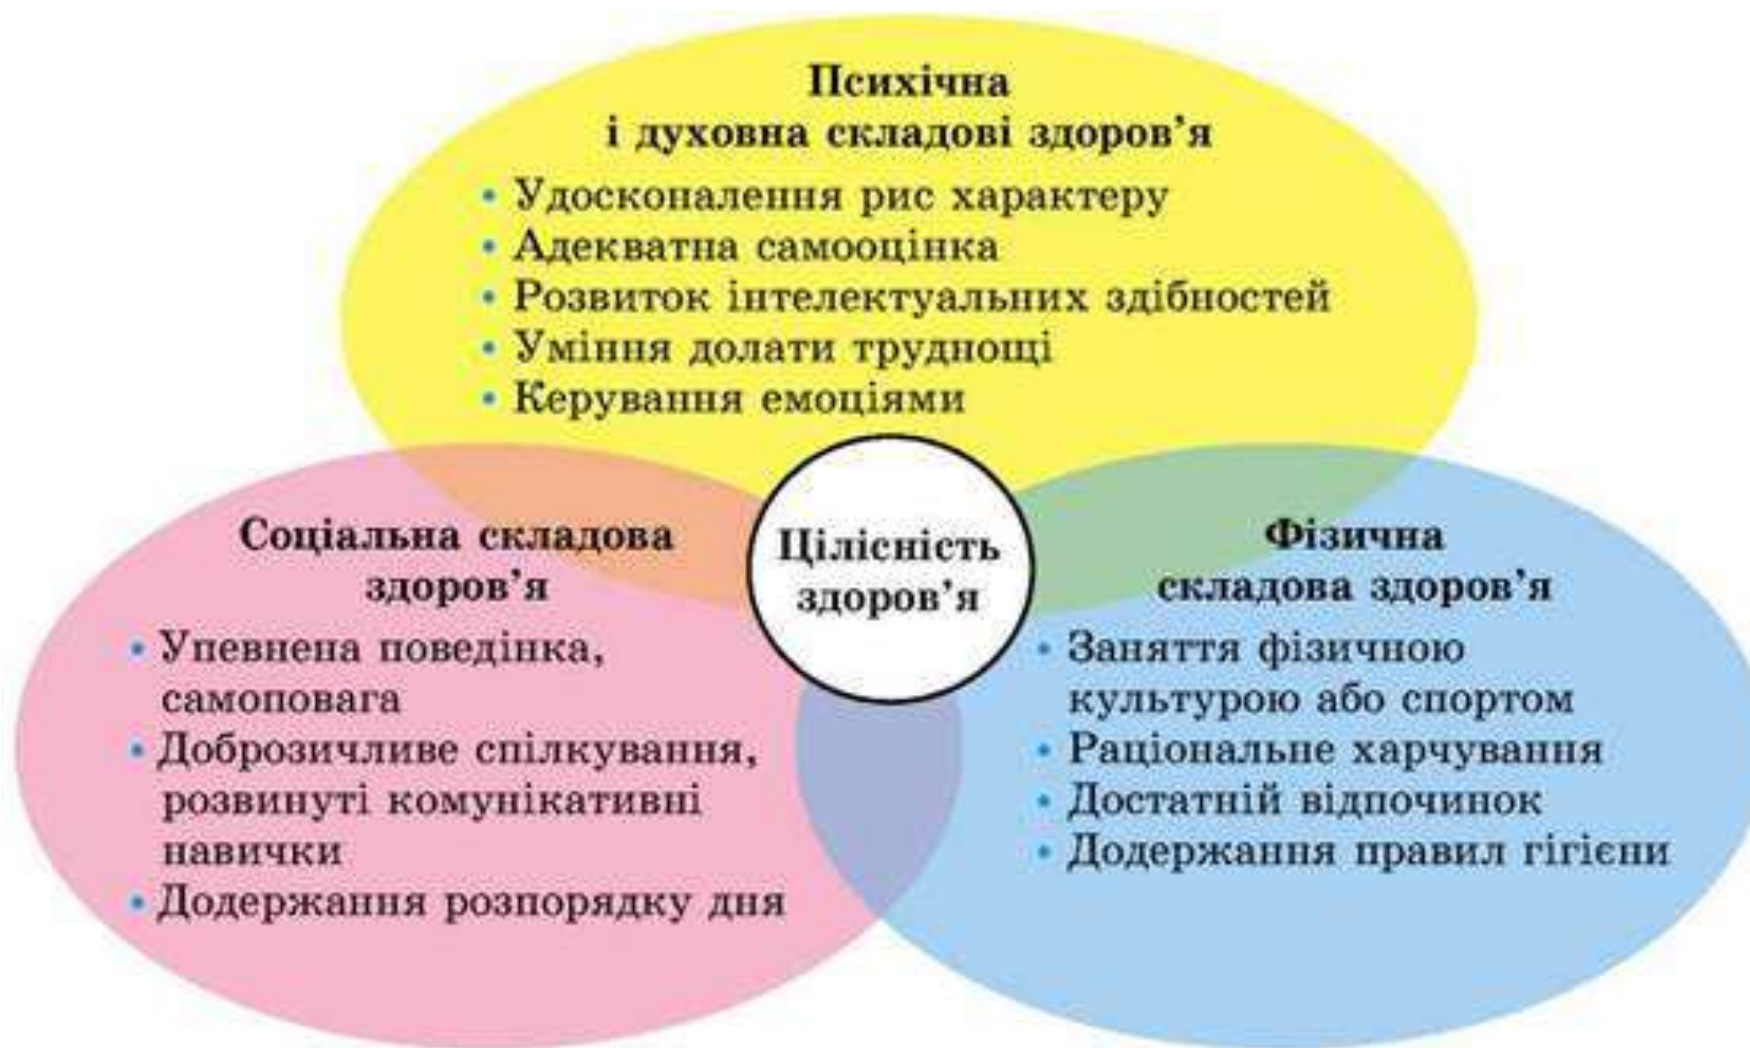 Психічна
і духовна складові здоров’я
• Удосконалення рис характеру
• Адекватна самооцінка
• Розвиток інтелектуальних здібностей
• Уміння долати труднощі
• Керування емоціями
Соціальна складова
здоров’я
• Упевнена поведінка,
самоповага
• Доброзичливе спілкування,
розвинуті комунікативні
навички
• Додержання розпорядку дня
Цілісність
здоров’я
Фізична
складова здоров’я
• Заняття фізичною
культурою або спортом
• Раціональне харчування
• Достатній відпочинок
• Додержання правил гігієни